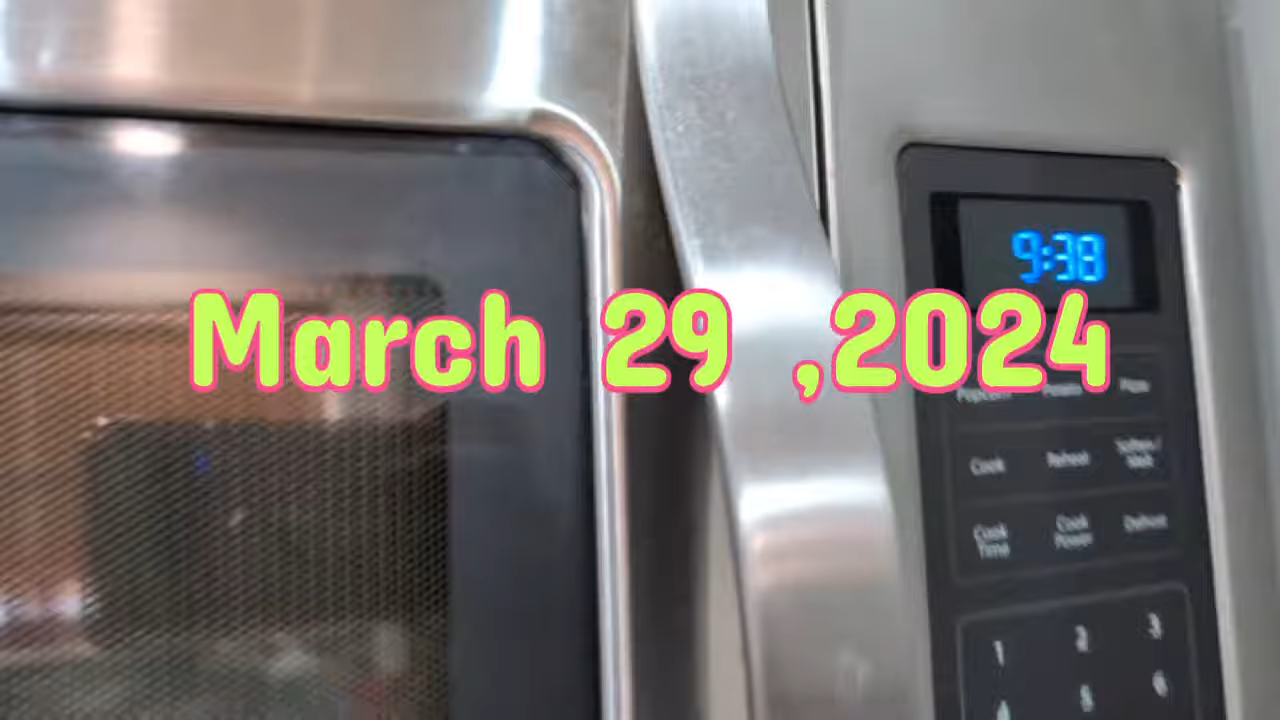 9:38
March 29 ,2024
Popcorn Potato Pizza
Cook Reheat Soften / Melt
Cook Time Cook Power Defrost
1 2 3
4 5 6